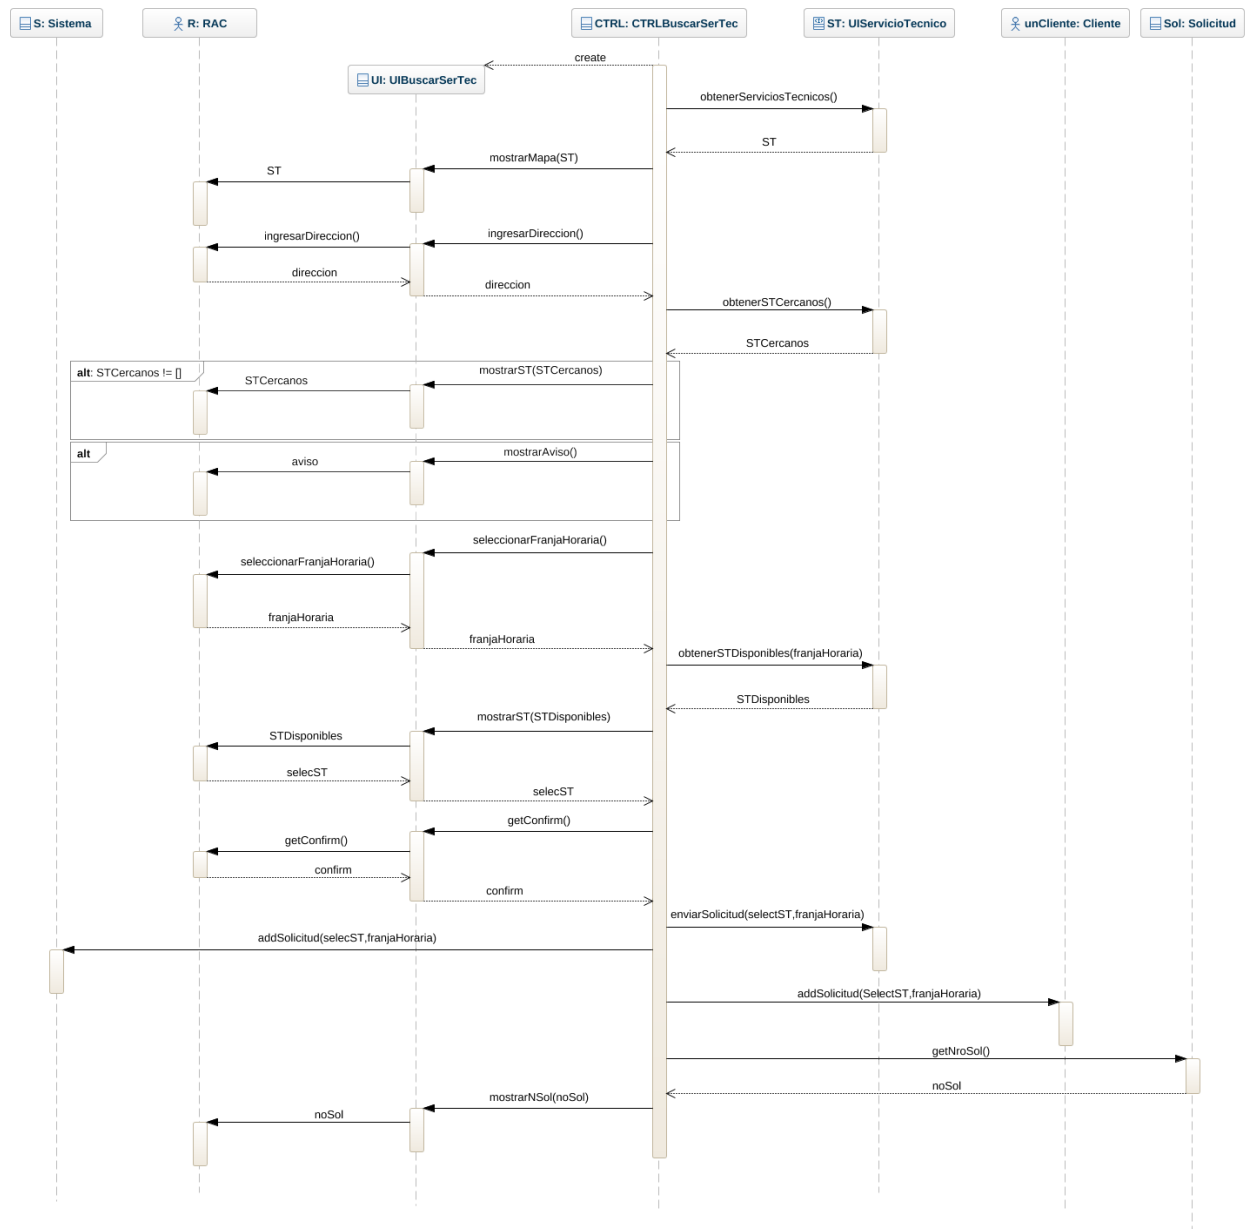 S: Sistema
R: RAC
CTRL: CTRLBuscarSerTec
ST: UIServicioTecnico
unCliente: Cliente
Sol: Solicitud
create
UI: UIBuscarSerTec
obtenerServiciosTecnicos()
ST
mostrarMapa(ST)
ST
ingresarDireccion()
ingresarDireccion()
direccion
direccion
obtenerSTCercanos()
STCercanos
alt: STCercanos != []
mostrarST(STCercanos)
STCercanos
alt
mostrarAviso()
aviso
seleccionarFranjaHoraria()
seleccionarFranjaHoraria()
franjaHoraria
franjaHoraria
obtenerSTDisponibles(franjaHoraria)
STDisponibles
mostrarST(STDisponibles)
STDisponibles
selecST
selecST
getConfirm()
getConfirm()
confirm
confirm
enviarSolicitud(selectST,franjaHoraria)
addSolicitud(selecST,franjaHoraria)
addSolicitud(SelectST,franjaHoraria)
getNroSol()
noSol
mostrarNSol(noSol)
noSol